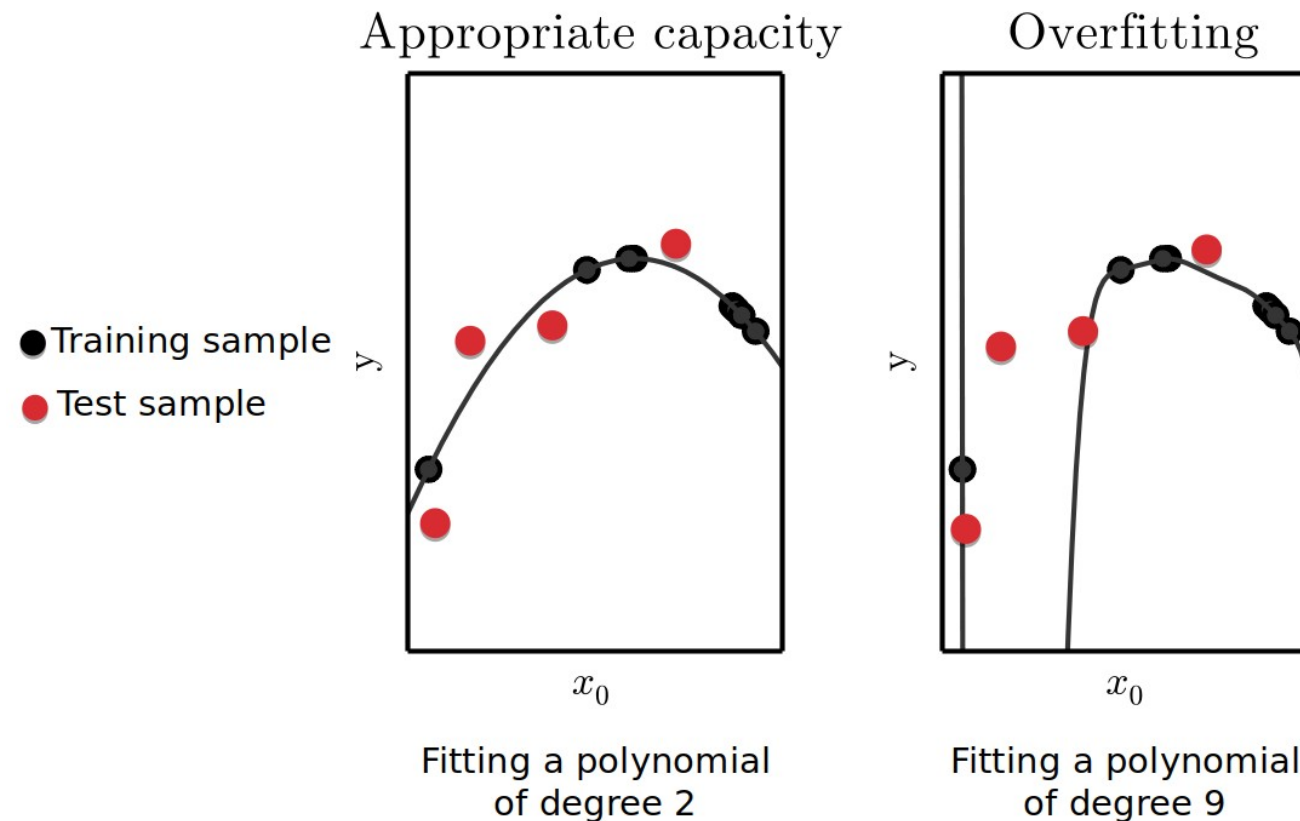 Appropriate capacity
Overfitting
Training sample
Test sample
y
y
x₀
x₀
Fitting a polynomial
of degree 2
Fitting a polynomial
of degree 9